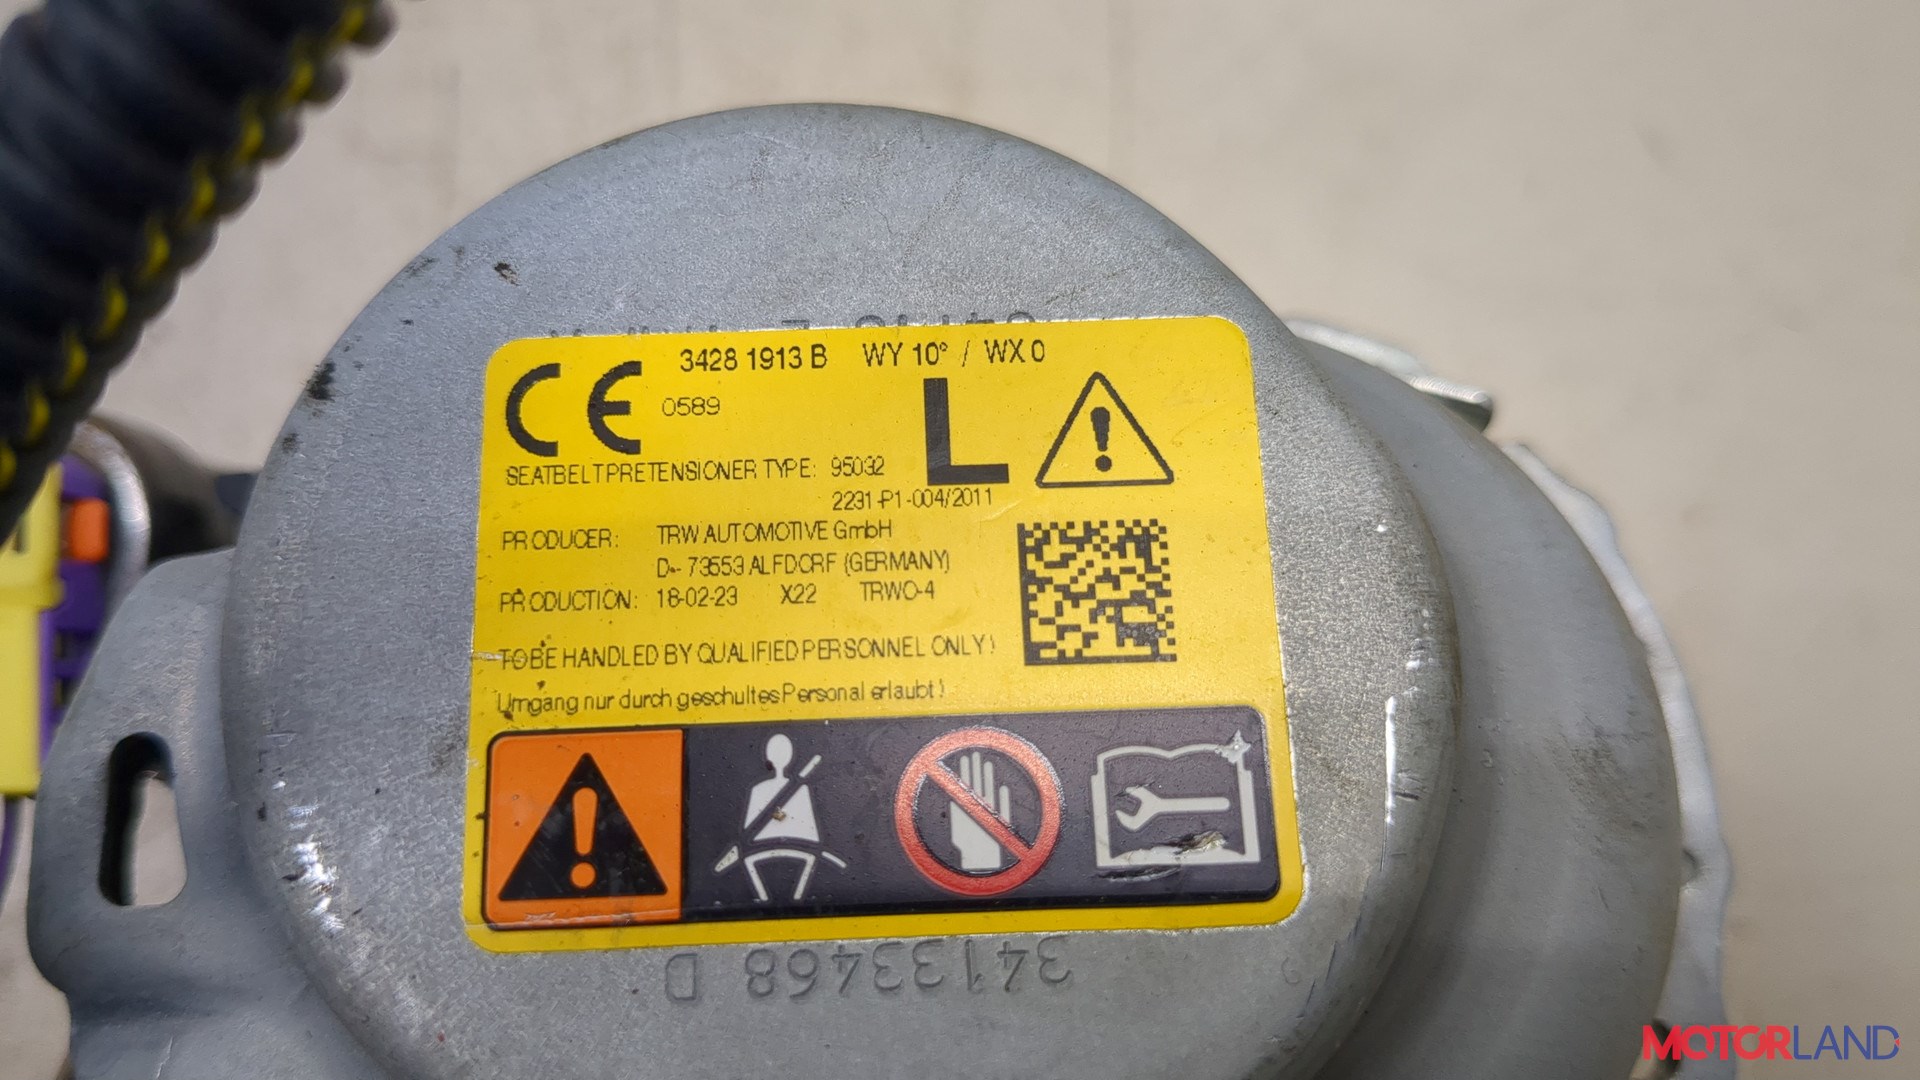 3428 1913 B WY 10° / WX 0
CE 0589
L
SEATBELTPRETENSIONER TYPE: 95032
2231-P1-004/2011
PRODUCER: TRW AUTOMOTIVE GmbH
D-- 73553 ALFDORF (GERMANY)
PRODUCTION: 18-02-23 X22 TRWO-4
TO BE HANDLED BY QUALIFIED PERSONNEL ONLY!
Umgang nur durch geschultes Personal erlaubt!
34133468 D
MOTORLAND